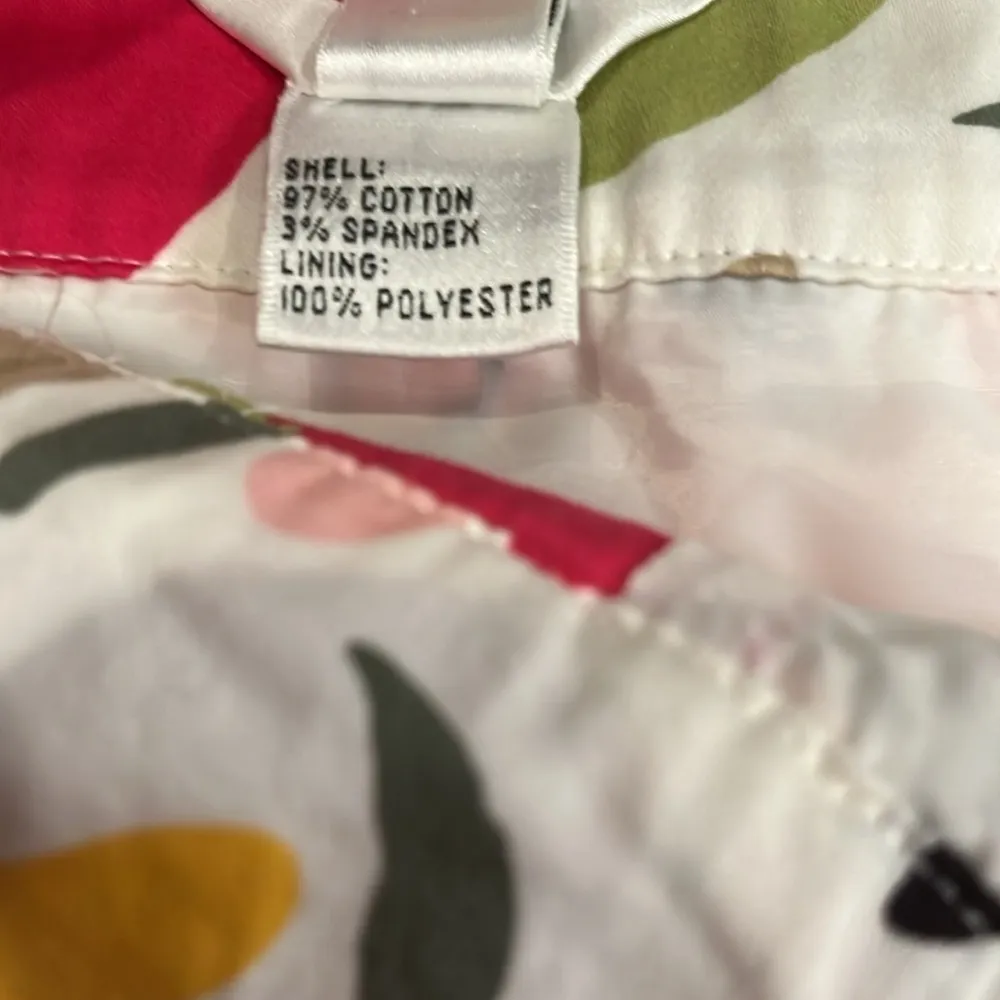 SHELL:
97% COTTON
3% SPANDEX
LINING:
100% POLYESTER